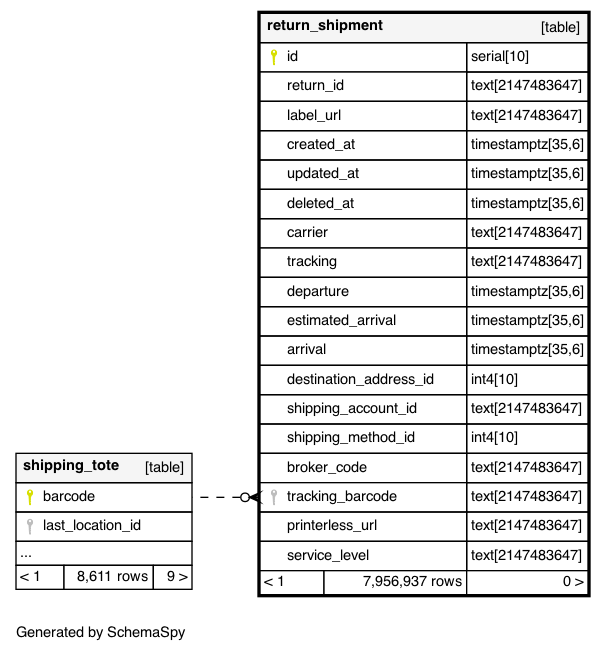 return_shipment [table]
id serial[10]
return_id text[2147483647]
label_url text[2147483647]
created_at timestamptz[35,6]
updated_at timestamptz[35,6]
deleted_at timestamptz[35,6]
carrier text[2147483647]
tracking text[2147483647]
departure timestamptz[35,6]
estimated_arrival timestamptz[35,6]
arrival timestamptz[35,6]
destination_address_id int4[10]
shipping_account_id text[2147483647]
shipping_method_id int4[10]
broker_code text[2147483647]
tracking_barcode text[2147483647]
printerless_url text[2147483647]
service_level text[2147483647]
< 1 7,956,937 rows 0 >
shipping_tote [table]
barcode
last_location_id
...
< 1 8,611 rows 9 >
Generated by SchemaSpy